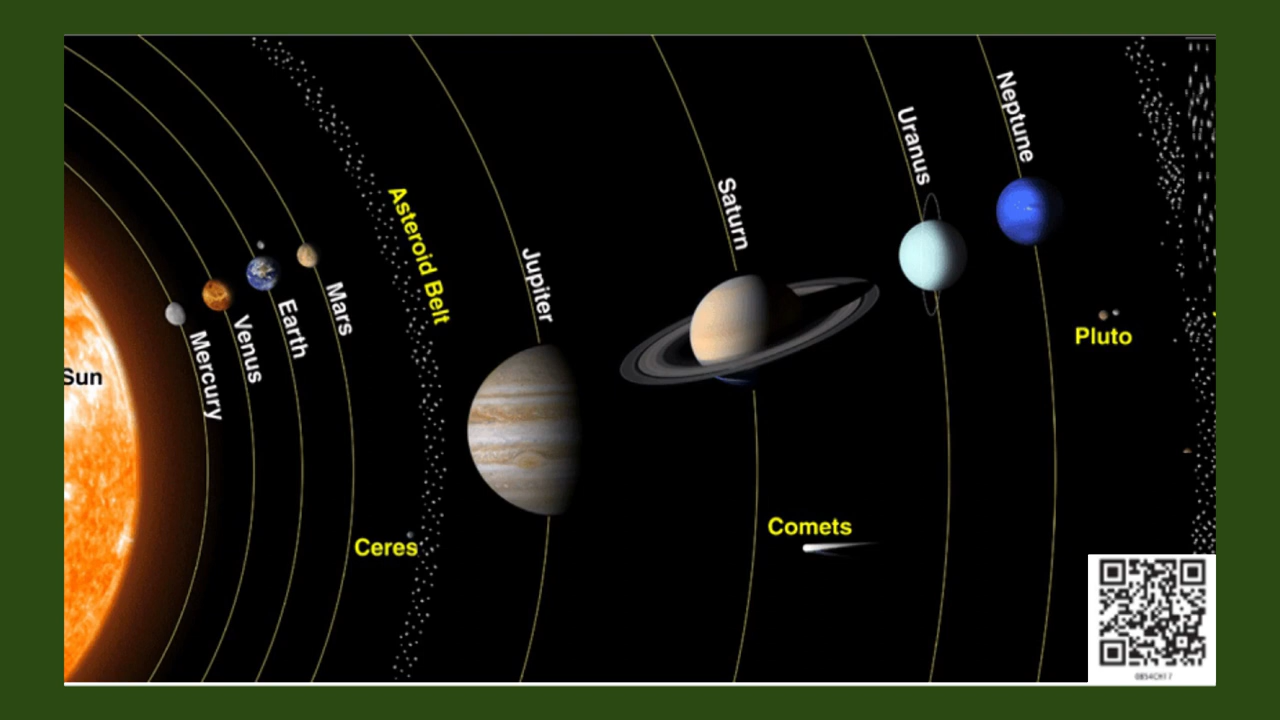 Sun
Mercury
Venus
Earth
Mars
Asteroid Belt
Ceres
Jupiter
Saturn
Comets
Uranus
Neptune
Pluto